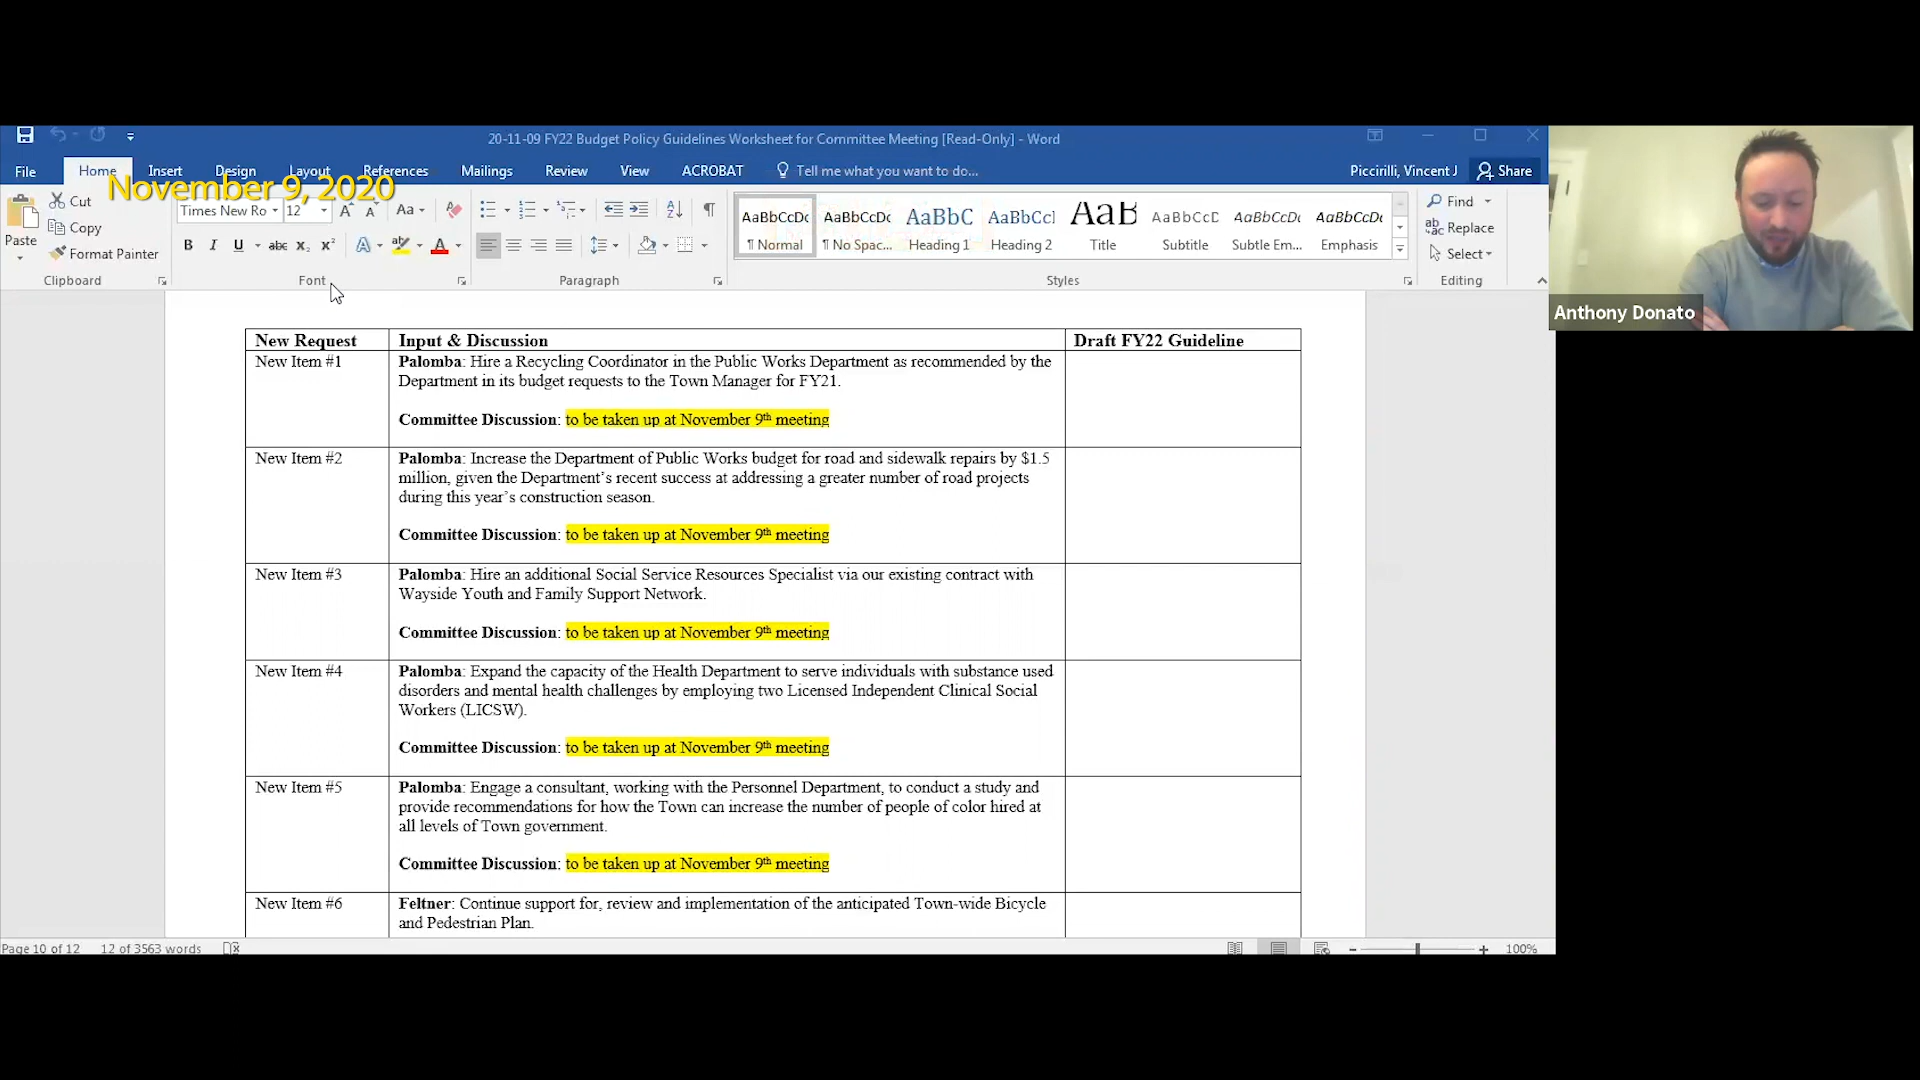 20-11-09 FY22 Budget Policy Guidelines Worksheet for Committee Meeting [Read-Only] - Word
File Home Insert Design Layout References Mailings Review View ACROBAT Tell me what you want to do... Piccirilli, Vincent J Share
November 9, 2020
Paste
Cut
Copy
Format Painter
Clipboard
Times New Ro 12
Font
Paragraph
AaBbCcDc AaBbCcDc AaBbC AaBbCcI AaB AaBbCcD AaBbCcDc AaBbCcDc
¶ Normal ¶ No Spac... Heading 1 Heading 2 Title Subtitle Subtle Em... Emphasis
Styles
Find
Replace
Select
Editing
Anthony Donato
New Request Input & Discussion Draft FY22 Guideline
New Item #1 Palomba: Hire a Recycling Coordinator in the Public Works Department as recommended by the
Department in its budget requests to the Town Manager for FY21.
Committee Discussion: to be taken up at November 9th meeting
New Item #2 Palomba: Increase the Department of Public Works budget for road and sidewalk repairs by $1.5
million, given the Department’s recent success at addressing a greater number of road projects
during this year’s construction season.
Committee Discussion: to be taken up at November 9th meeting
New Item #3 Palomba: Hire an additional Social Service Resources Specialist via our existing contract with
Wayside Youth and Family Support Network.
Committee Discussion: to be taken up at November 9th meeting
New Item #4 Palomba: Expand the capacity of the Health Department to serve individuals with substance used
disorders and mental health challenges by employing two Licensed Independent Clinical Social
Workers (LICSW).
Committee Discussion: to be taken up at November 9th meeting
New Item #5 Palomba: Engage a consultant, working with the Personnel Department, to conduct a study and
provide recommendations for how the Town can increase the number of people of color hired at
all levels of Town government.
Committee Discussion: to be taken up at November 9th meeting
New Item #6 Feltner: Continue support for, review and implementation of the anticipated Town-wide Bicycle
and Pedestrian Plan.
Page 10 of 12 12 of 3563 words 100%